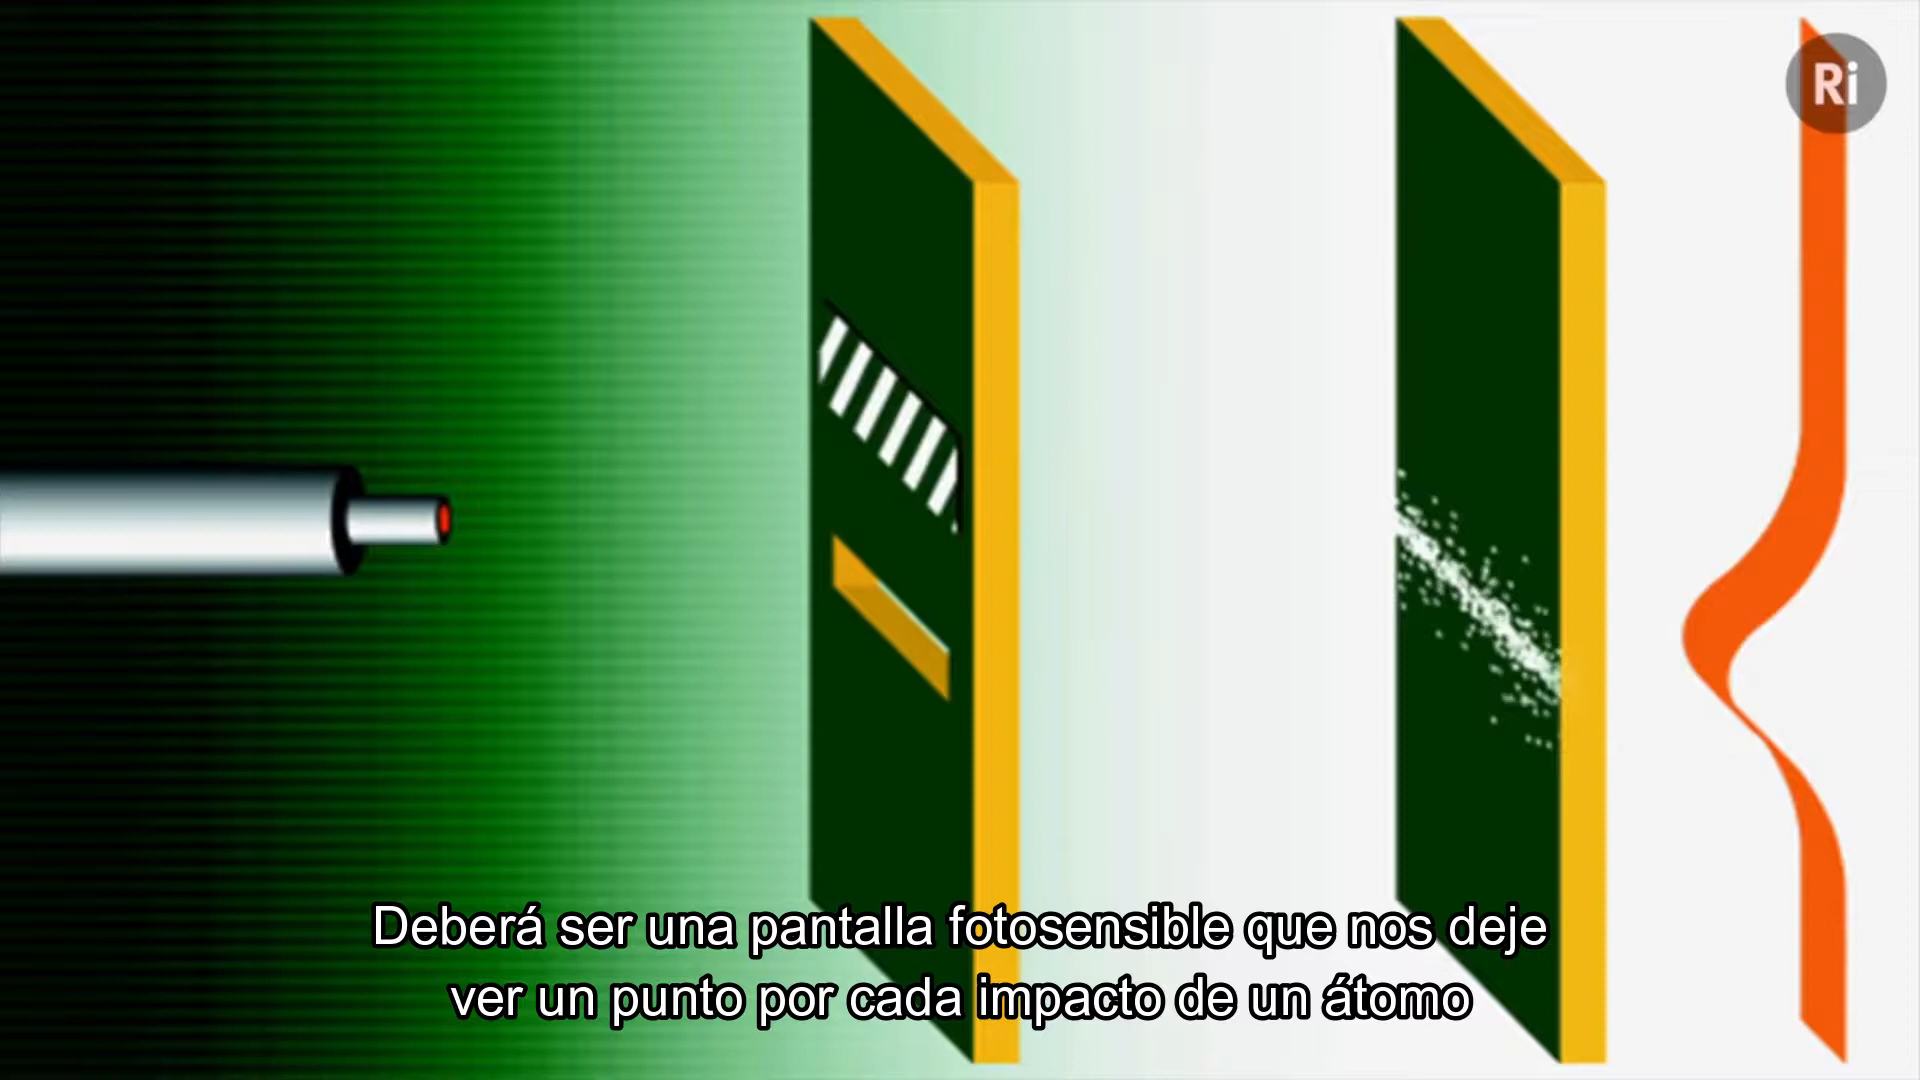 Ri
Deberá ser una pantalla fotosensible que nos deje
ver un punto por cada impacto de un átomo